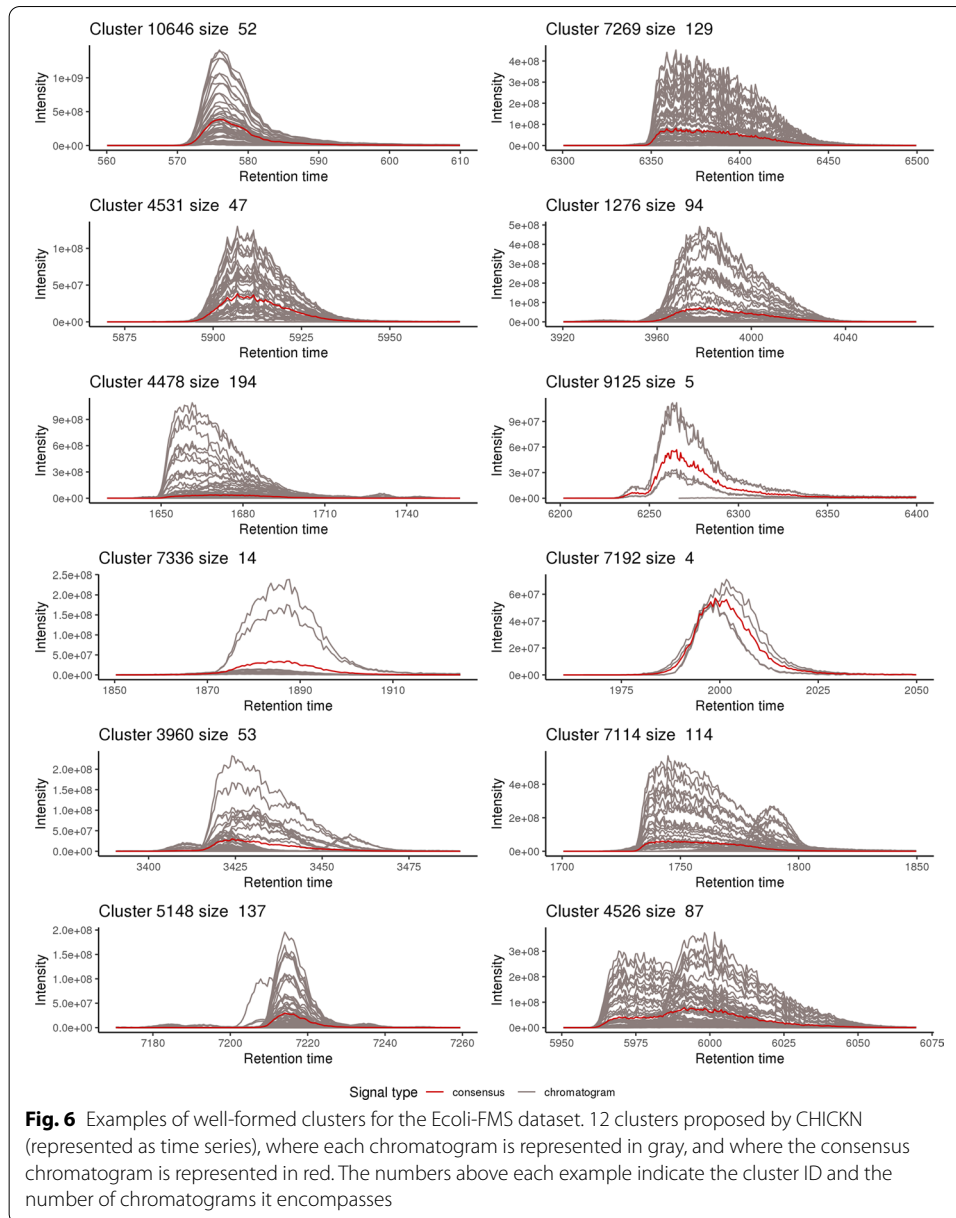 Cluster 10646 size 52
Intensity
1e+09
5e+08
0e+00
560 570 580 590 600 610
Retention time
Cluster 7269 size 129
Intensity
4e+08
3e+08
2e+08
1e+08
0e+00
6300 6350 6400 6450 6500
Retention time
Cluster 4531 size 47
Intensity
1e+08
5e+07
0e+00
5875 5900 5925 5950
Retention time
Cluster 1276 size 94
Intensity
5e+08
4e+08
3e+08
2e+08
1e+08
0e+00
3920 3960 4000 4040
Retention time
Cluster 4478 size 194
Intensity
9e+08
6e+08
3e+08
0e+00
1650 1680 1710 1740
Retention time
Cluster 9125 size 5
Intensity
9e+07
6e+07
3e+07
0e+00
6200 6250 6300 6350 6400
Retention time
Cluster 7336 size 14
Intensity
2.5e+08
2.0e+08
1.5e+08
1.0e+08
5.0e+07
0.0e+00
1850 1870 1890 1910
Retention time
Cluster 7192 size 4
Intensity
6e+07
4e+07
2e+07
0e+00
1975 2000 2025 2050
Retention time
Cluster 3960 size 53
Intensity
2.0e+08
1.5e+08
1.0e+08
5.0e+07
0.0e+00
3400 3425 3450 3475
Retention time
Cluster 7114 size 114
Intensity
4e+08
2e+08
0e+00
1700 1750 1800 1850
Retention time
Cluster 5148 size 137
Intensity
2.0e+08
1.5e+08
1.0e+08
5.0e+07
0.0e+00
7180 7200 7220 7240 7260
Retention time
Cluster 4526 size 87
Intensity
3e+08
2e+08
1e+08
0e+00
5950 5975 6000 6025 6050 6075
Retention time
Signal type consensus chromatogram
Fig. 6 Examples of well-formed clusters for the Ecoli-FMS dataset. 12 clusters proposed by CHICKN
(represented as time series), where each chromatogram is represented in gray, and where the consensus
chromatogram is represented in red. The numbers above each example indicate the cluster ID and the
number of chromatograms it encompasses